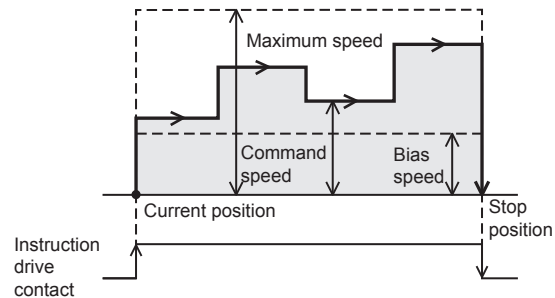 Maximum speed
Command
speed
Bias
speed
Current position
Stop
position
Instruction
drive
contact